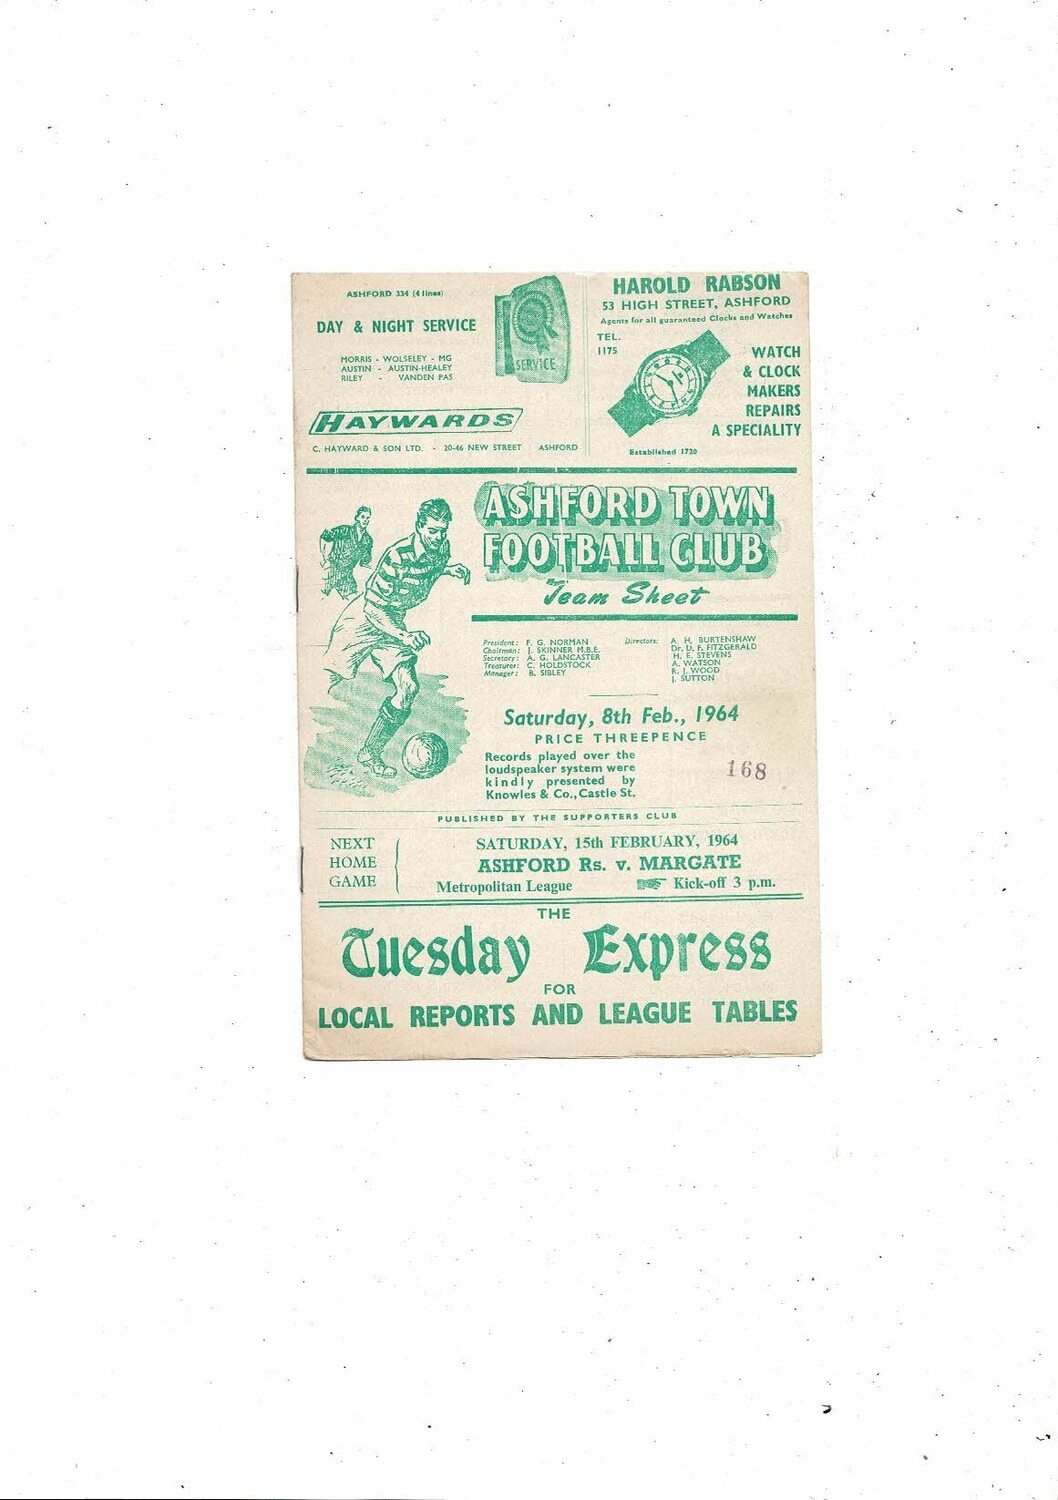 ASHFORD 334 (4 lines)
DAY & NIGHT SERVICE
MORRIS - WOLSELEY - MG
AUSTIN - AUSTIN-HEALEY
RILEY - VANDEN PAS
SERVICE
HAYWARDS
C. HAYWARD & SON LTD. - 20-46 NEW STREET ASHFORD
HAROLD RABSON
53 HIGH STREET, ASHFORD
Agents for all guaranteed Clocks and Watches
TEL.
1175
WATCH
& CLOCK
MAKERS
REPAIRS
A SPECIALITY
Established 1720
ASHFORD TOWN
FOOTBALL CLUB
Team Sheet
President: F. G. NORMAN
Chairman: J. SKINNER M.B.E.
Secretary: A. G. LANCASTER
Treasurer: C. HOLDSTOCK
Manager: B. SIBLEY
Directors: A. H. BURTENSHAW
Dr. D. F. FITZGERALD
H. E. STEVENS
A. WATSON
R. J. WOOD
J. SUTTON
Saturday, 8th Feb., 1964
PRICE THREEPENCE
Records played over the
loudspeaker system were
kindly presented by
Knowles & Co., Castle St.
168
PUBLISHED BY THE SUPPORTERS CLUB
NEXT
HOME
GAME
SATURDAY, 15th FEBRUARY, 1964
ASHFORD Rs. v. MARGATE
Metropolitan League Kick-off 3 p.m.
THE
Tuesday Express
FOR
LOCAL REPORTS AND LEAGUE TABLES